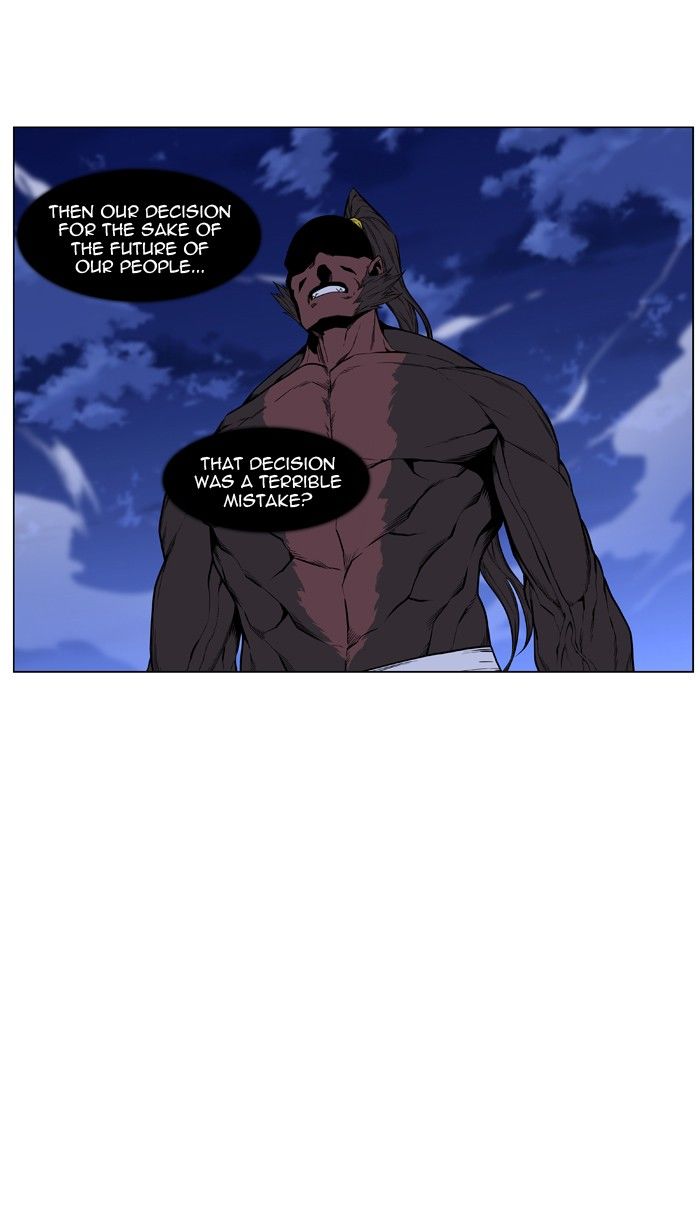 THEN OUR DECISION
FOR THE SAKE OF
THE FUTURE OF
OUR PEOPLE...
THAT DECISION
WAS A TERRIBLE
MISTAKE?